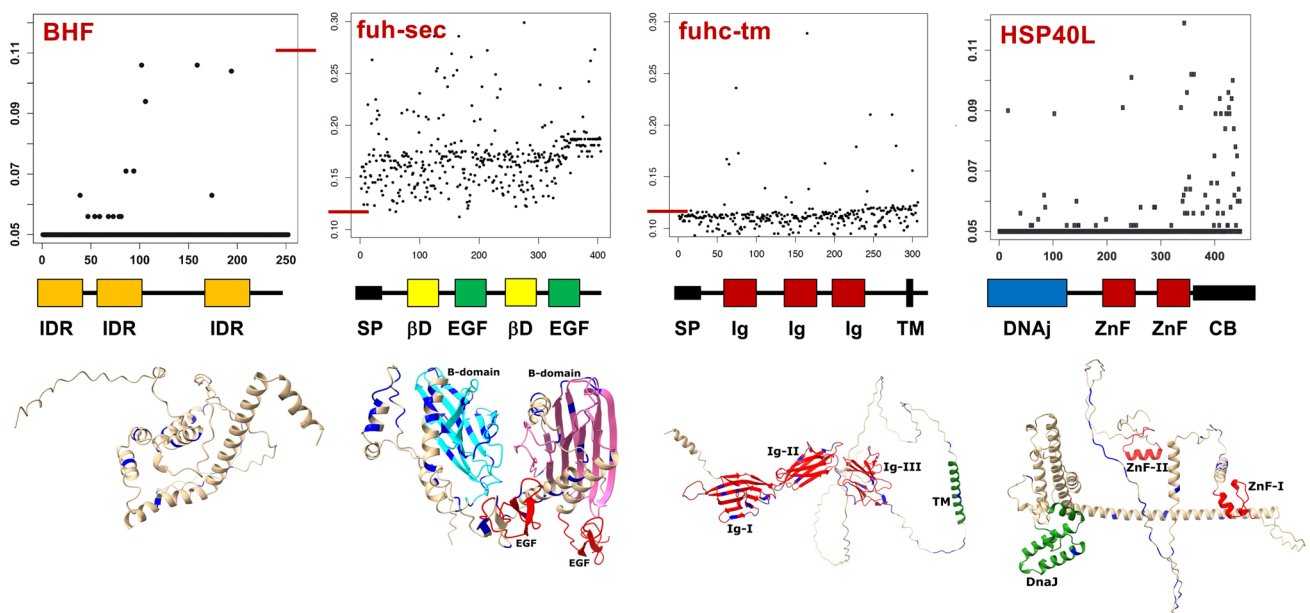 BHF
0.11
0.09
0.07
0.05
0 50 100 150 200 250
IDR IDR IDR
fuh-sec
0.30
0.25
0.20
0.15
0.10
0 100 200 300 400
SP βD EGF βD EGF
fuhc-tm
0.30
0.25
0.20
0.15
0.10
0 50 100 150 200 250 300
SP Ig Ig Ig TM
HSP40L
0.11
0.09
0.07
0.05
0 100 200 300 400
DNAj ZnF ZnF CB
B-domain
B-domain
EGF
EGF
Ig-I
Ig-II
Ig-III
TM
ZnF-II
ZnF-I
DnaJ